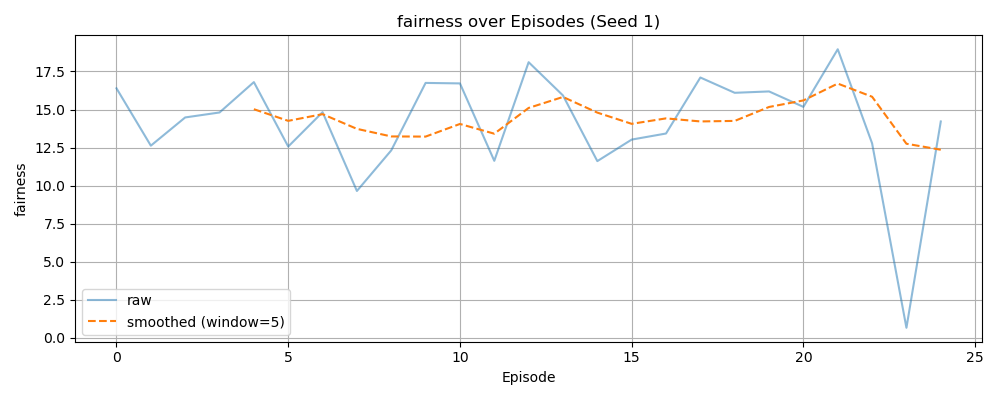 fairness over Episodes (Seed 1)
fairness
17.5
15.0
12.5
10.0
7.5
5.0
2.5
0.0
raw
smoothed (window=5)
0 5 10 15 20 25
Episode